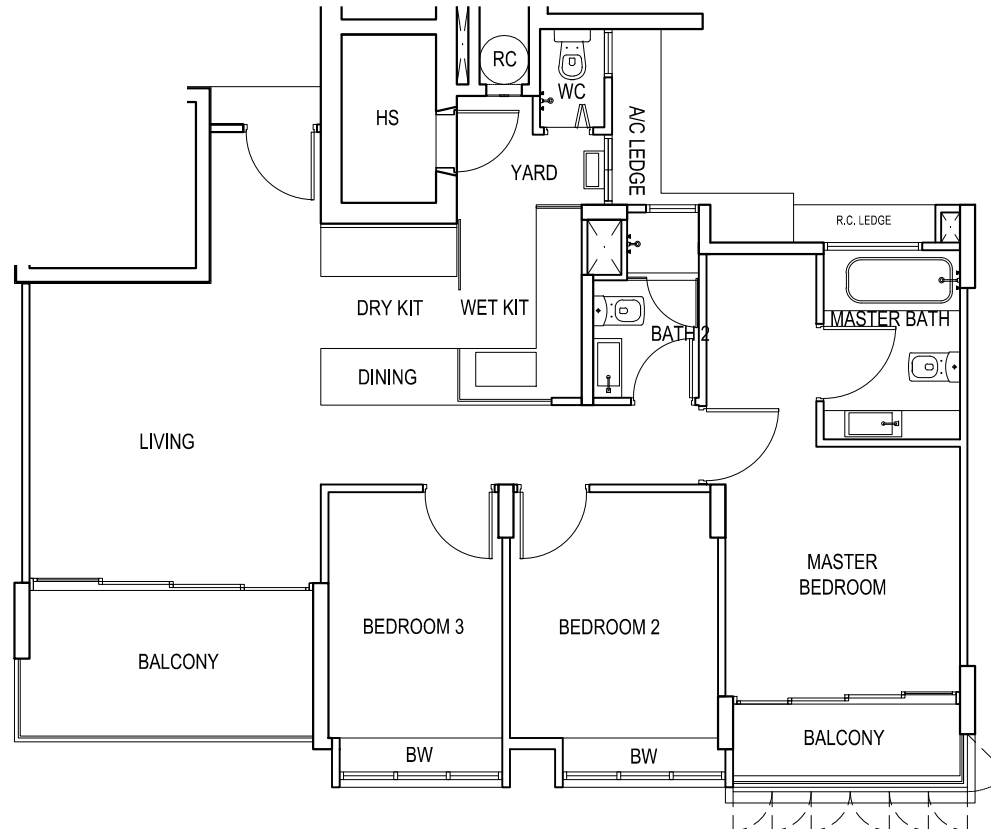 RC
WC
HS
A/C LEDGE
YARD
R.C. LEDGE
DRY KIT
WET KIT
BATH 2
MASTER BATH
DINING
LIVING
MASTER
BEDROOM
BEDROOM 3
BEDROOM 2
BALCONY
BALCONY
BW
BW